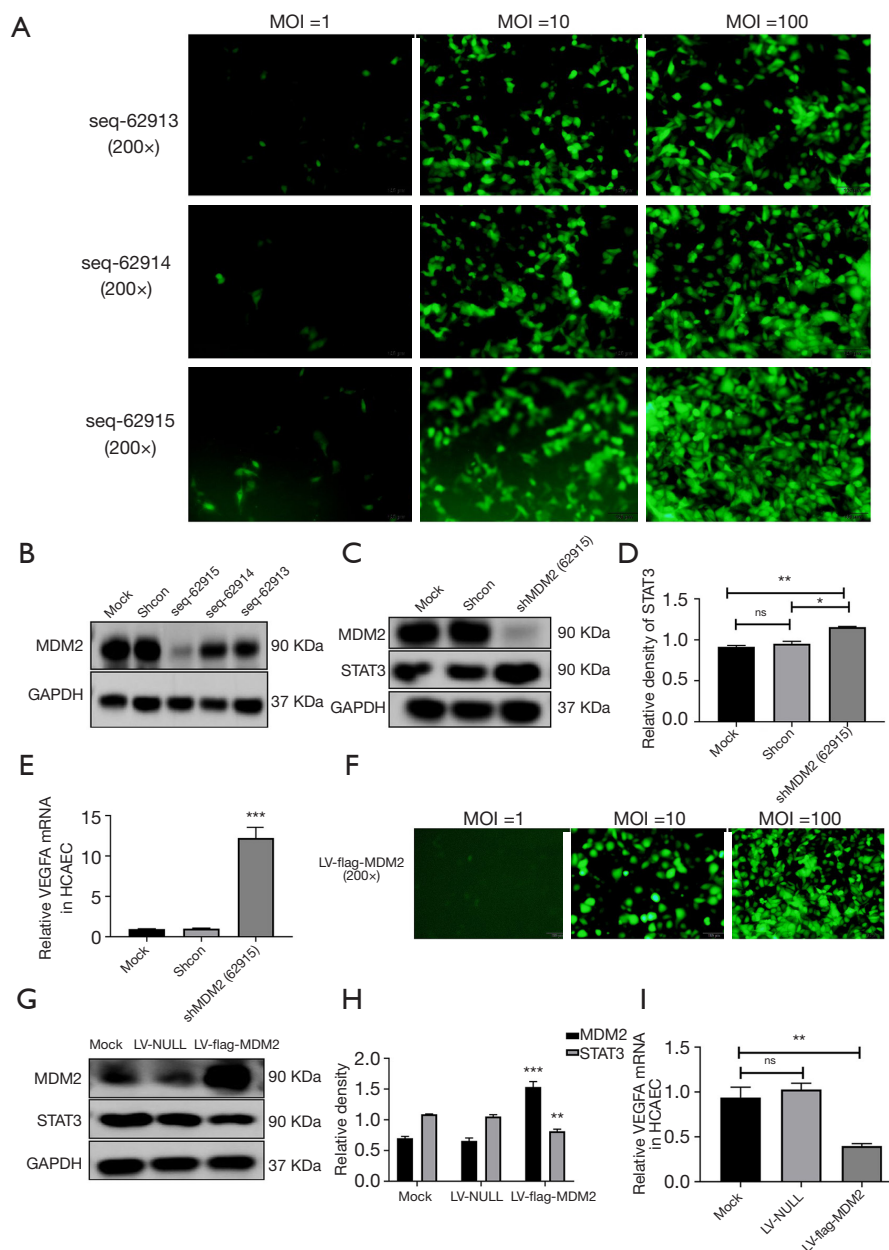 A
MOI =1
MOI =10
MOI =100
seq-62913
(200×)
seq-62914
(200×)
seq-62915
(200×)
B
Mock
Shcon
seq-62915
seq-62914
seq-62913
MDM2
90 KDa
GAPDH
37 KDa
C
Mock
Shcon
shMDM2 (62915)
MDM2
90 KDa
STAT3
90 KDa
GAPDH
37 KDa
D
Relative density of STAT3
1.5
1.0
0.5
0.0
**
ns
*
Mock
Shcon
shMDM2 (62915)
E
Relative VEGFA mRNA
in HCAEC
15
10
5
0
***
Mock
Shcon
shMDM2 (62915)
F
MOI =1
MOI =10
MOI =100
LV-flag-MDM2
(200×)
G
Mock
LV-NULL
LV-flag-MDM2
MDM2
90 KDa
STAT3
90 KDa
GAPDH
37 KDa
H
MDM2
STAT3
Relative density
2.0
1.5
1.0
0.5
0.0
***
**
Mock
LV-NULL
LV-flag-MDM2
I
Relative VEGFA mRNA
in HCAEC
1.5
1.0
0.5
0.0
**
ns
Mock
LV-NULL
LV-flag-MDM2